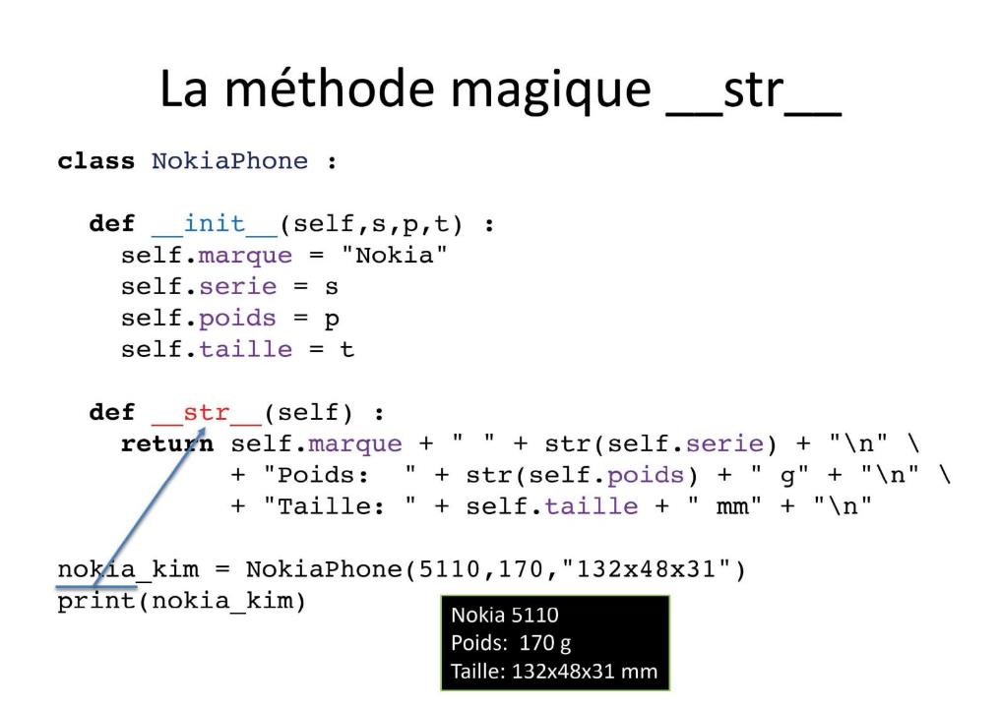 La méthode magique __str__
class NokiaPhone :
def __init__(self,s,p,t) :
self.marque = "Nokia"
self.serie = s
self.poids = p
self.taille = t
def __str__(self) :
return self.marque + " " + str(self.serie) + "\n" \
+ "Poids:  " + str(self.poids) + " g" + "\n" \
+ "Taille: " + self.taille + " mm" + "\n"
nokia_kim = NokiaPhone(5110,170,"132x48x31")
print(nokia_kim)
Nokia 5110
Poids:  170 g
Taille: 132x48x31 mm